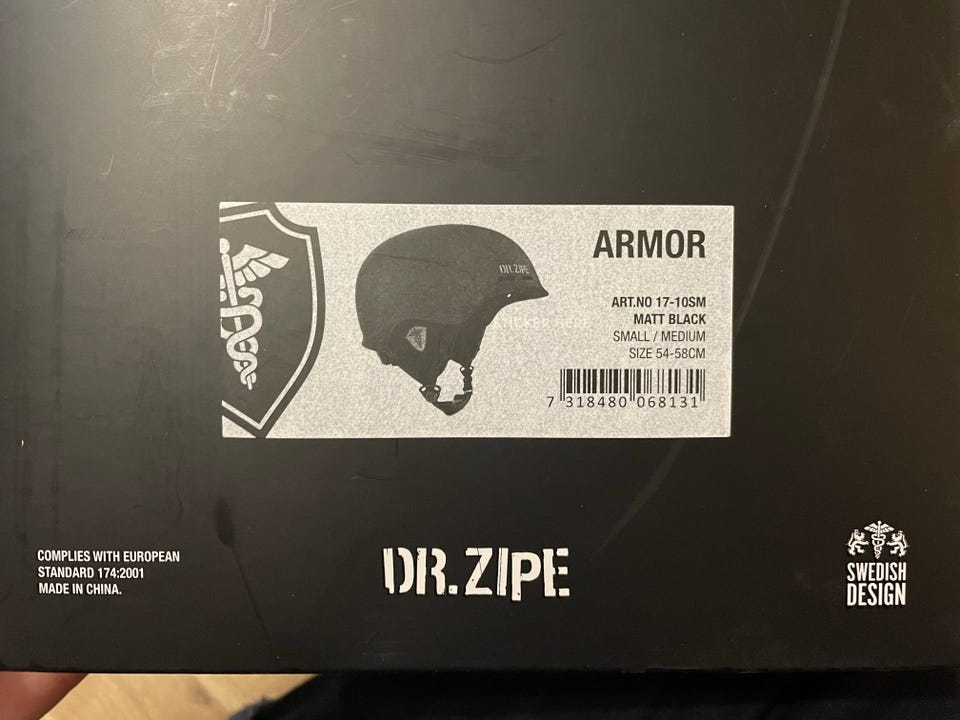 ARMOR
DR.ZIPE
ART.NO 17-10SM
MATT BLACK
SMALL / MEDIUM
SIZE 54-58CM
7 318480 068131
COMPLIES WITH EUROPEAN
STANDARD 174:2001
MADE IN CHINA.
DR.ZIPE
SWEDISH
DESIGN